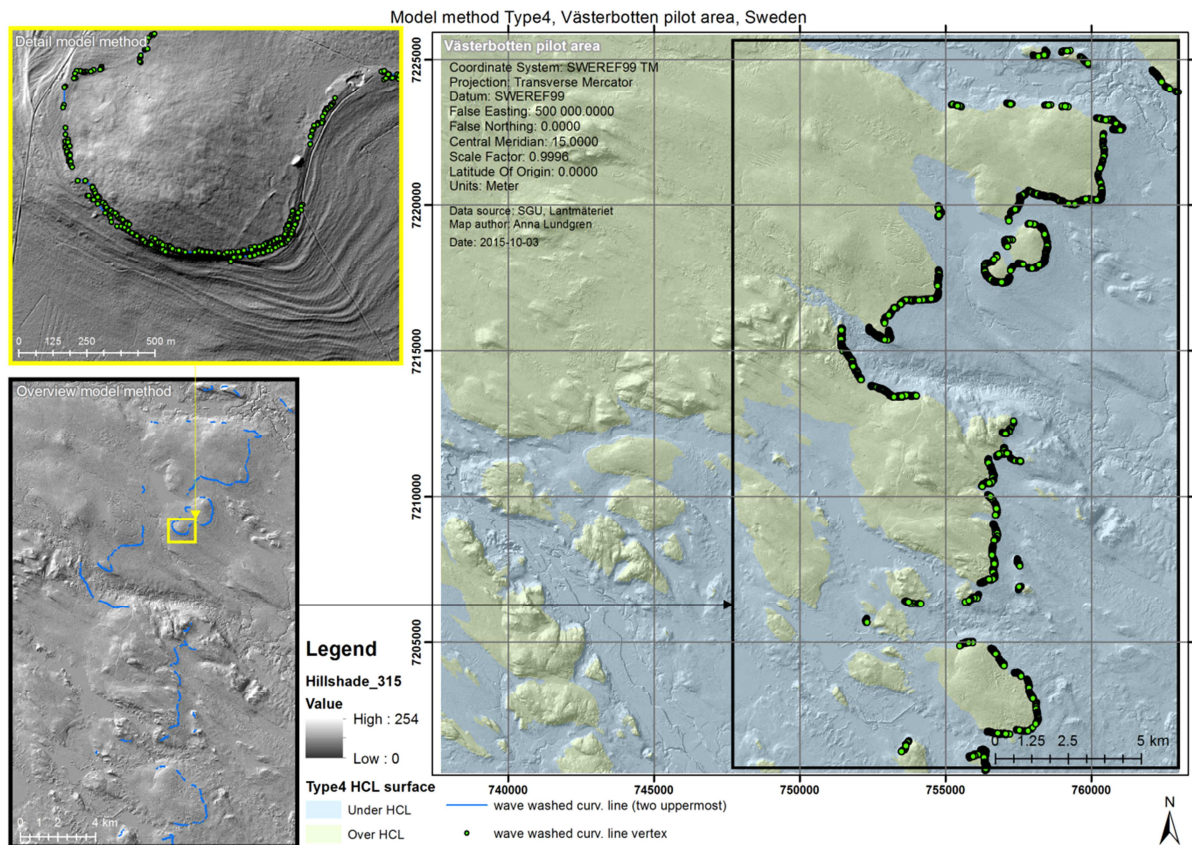 Model method Type4, Västerbotten pilot area, Sweden
Detail model method
0 125 250 500 m
Overview model method
0 1 2 4 km
Västerbotten pilot area
Coordinate System: SWEREF99 TM
Projection: Transverse Mercator
Datum: SWEREF99
False Easting: 500 000.0000
False Northing: 0.0000
Central Meridian: 15.0000
Scale Factor: 0.9996
Latitude Of Origin: 0.0000
Units: Meter
Data source: SGU, Lantmäteriet
Map author: Anna Lundgren
Date: 2015-10-03
7225000
7220000
7215000
7210000
7205000
0 1.25 2.5 5 km
740000 745000 750000 755000 760000
Legend
Hillshade_315
Value
High : 254
Low : 0
Type4 HCL surface
Under HCL
Over HCL
wave washed curv. line (two uppermost)
wave washed curv. line vertex
N